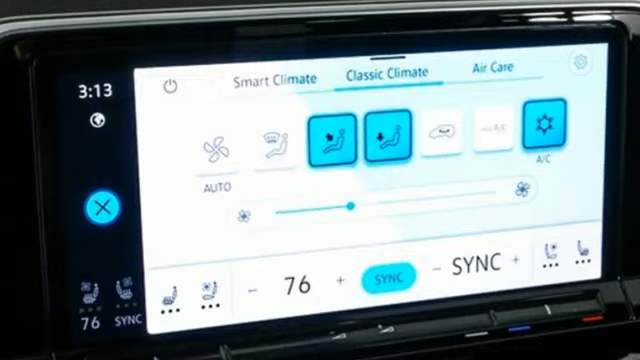 3:13
Smart Climate
Classic Climate
Air Care
AUTO
A/C
76
SYNC
SYNC
76
SYNC